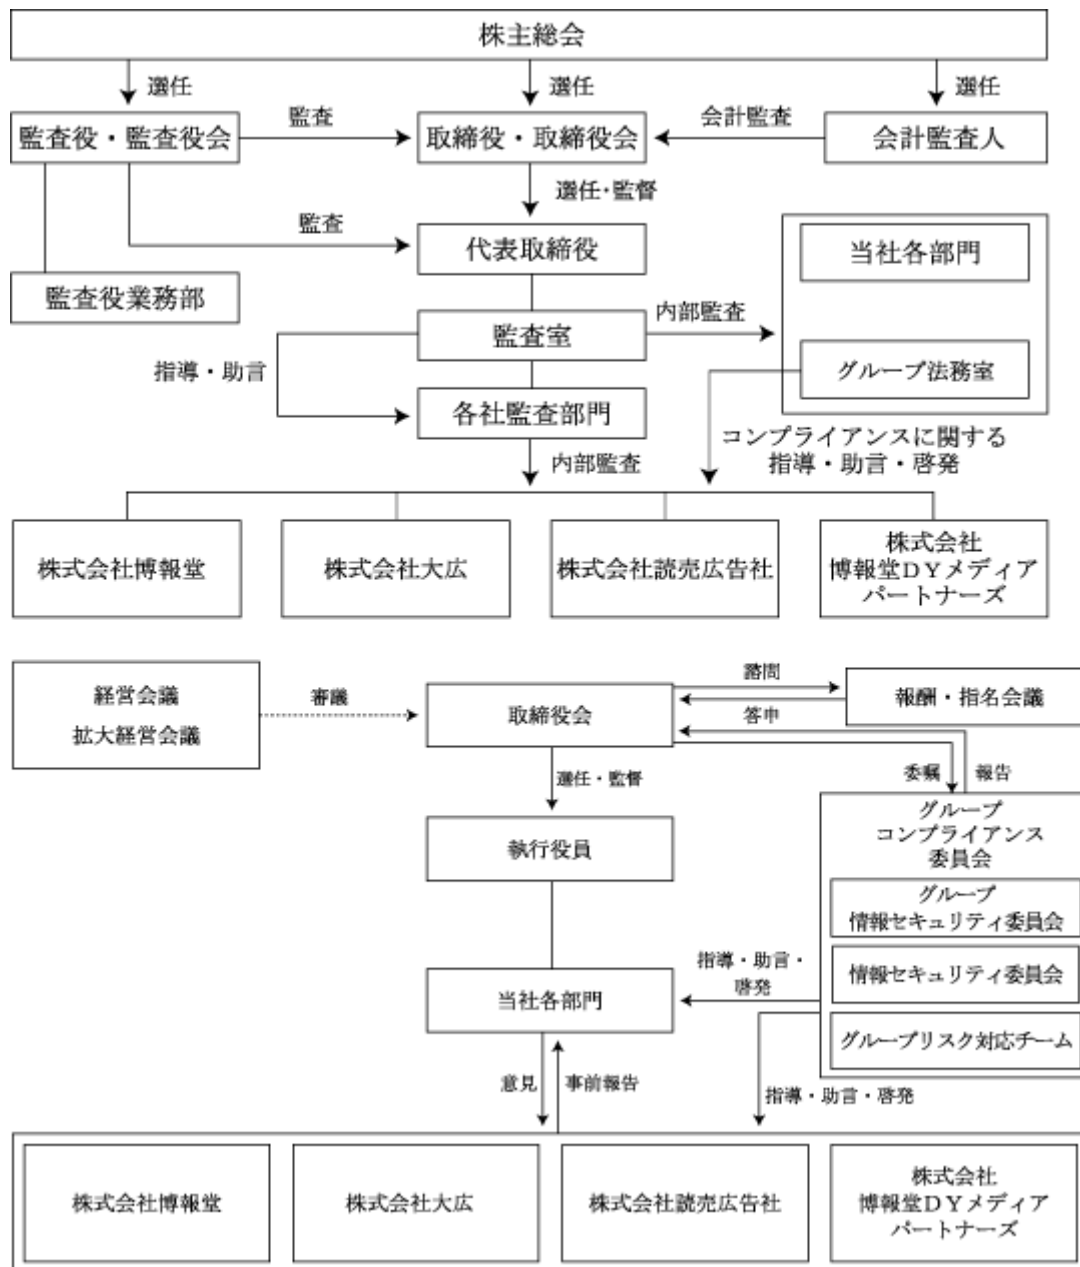 株主総会
選任
選任
選任
監査役・監査役会
監査
取締役・取締役会
会計監査
会計監査人
選任・監督
監査
代表取締役
当社各部門
監査役業務部
監査室
内部監査
指導・助言
グループ法務室
各社監査部門
コンプライアンスに関する
指導・助言・啓発
内部監査
株式会社博報堂
株式会社大広
株式会社読売広告社
株式会社
博報堂ＤＹメディア
パートナーズ
経営会議
拡大経営会議
審議
取締役会
諮問
答申
報酬・指名会議
選任・監督
委嘱
報告
執行役員
グループ
コンプライアンス
委員会
グループ
情報セキュリティ委員会
情報セキュリティ委員会
グループリスク対応チーム
指導・助言・
啓発
当社各部門
意見
事前報告
指導・助言・啓発
株式会社博報堂
株式会社大広
株式会社読売広告社
株式会社
博報堂ＤＹメディア
パートナーズ